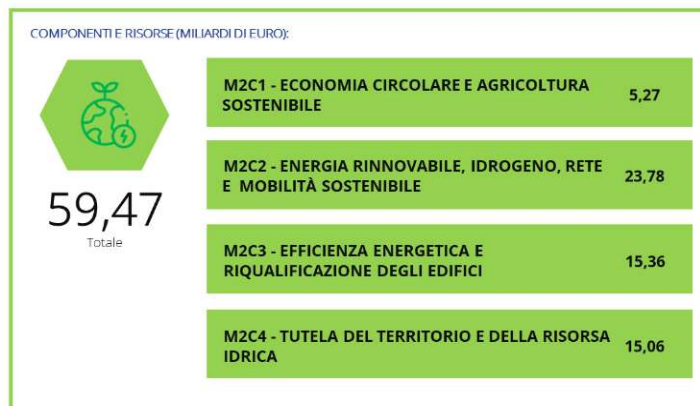 COMPONENTI E RISORSE (MILIARDI DI EURO):
59,47
Totale
M2C1 - ECONOMIA CIRCOLARE E AGRICOLTURA
SOSTENIBILE
5,27
M2C2 - ENERGIA RINNOVABILE, IDROGENO, RETE
E MOBILITÀ SOSTENIBILE
23,78
M2C3 - EFFICIENZA ENERGETICA E
RIQUALIFICAZIONE DEGLI EDIFICI
15,36
M2C4 - TUTELA DEL TERRITORIO E DELLA RISORSA
IDRICA
15,06